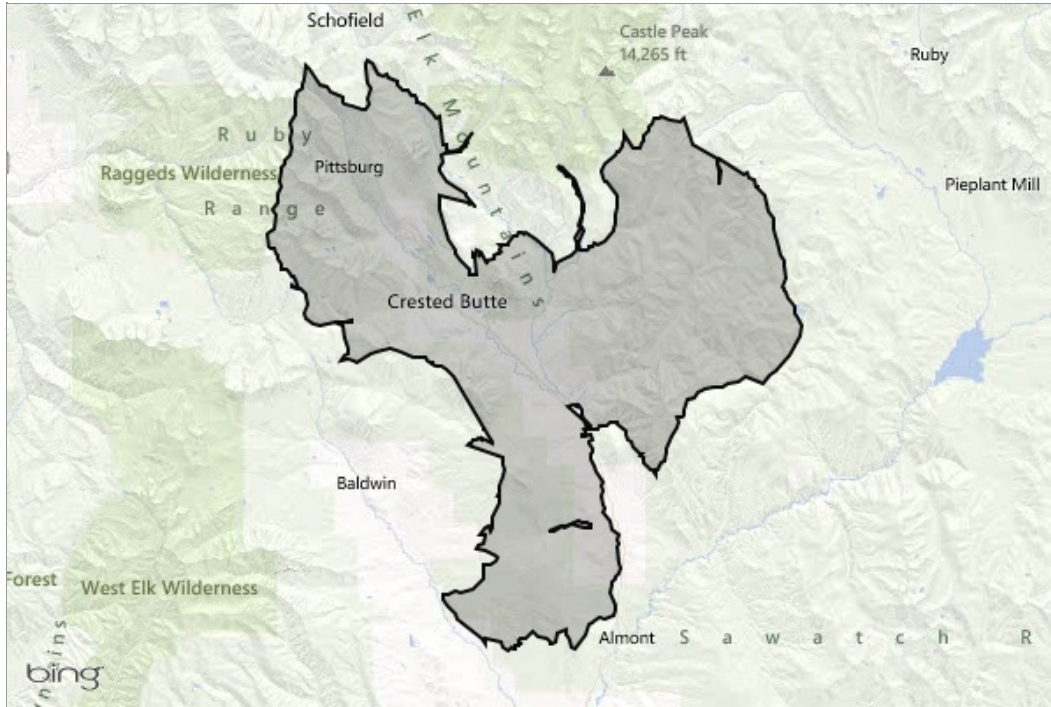 Schofield
Elk Mountains
Castle Peak
14,265 ft
Ruby
Ruby
Pittsburg
Raggeds Wilderness
Range
Pieplant Mill
Crested Butte
Baldwin
Forest
West Elk Wilderness
Almont
Sawatch R
ntains
bing